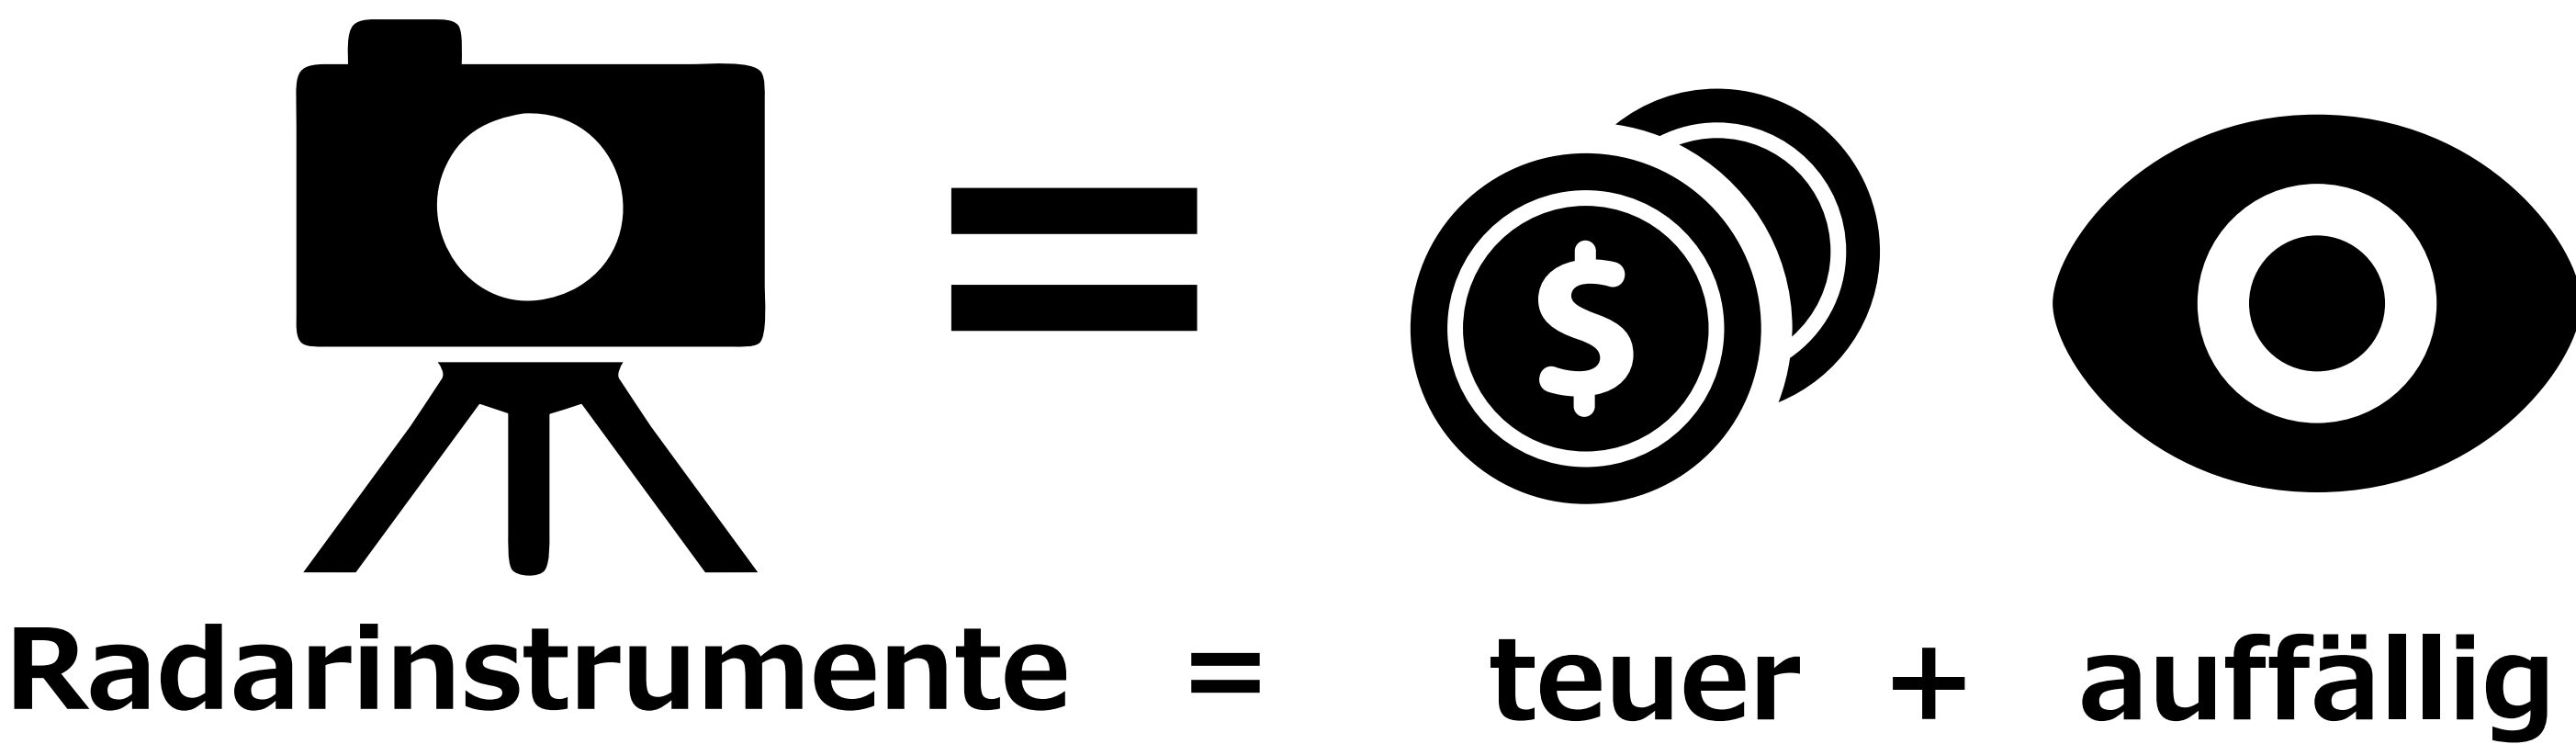 $
Radarinstrumente = teuer + auffällig